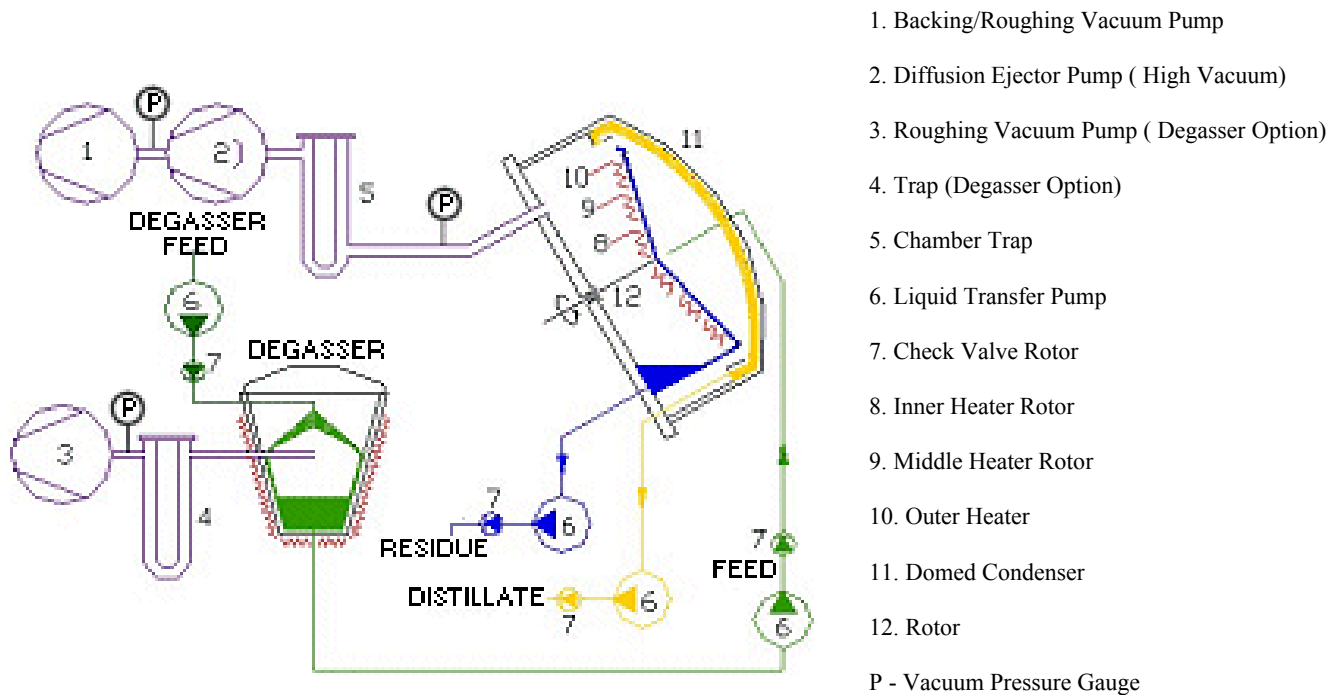 P
1
2)
5
11
10
9
8
12
P
DEGASSER
FEED
6
7
DEGASSER
P
3
4
7
6
RESIDUE
DISTILLATE
7
6
7
FEED
6
1. Backing/Roughing Vacuum Pump
2. Diffusion Ejector Pump ( High Vacuum)
3. Roughing Vacuum Pump ( Degasser Option)
4. Trap (Degasser Option)
5. Chamber Trap
6. Liquid Transfer Pump
7. Check Valve Rotor
8. Inner Heater Rotor
9. Middle Heater Rotor
10. Outer Heater
11. Domed Condenser
12. Rotor
P - Vacuum Pressure Gauge